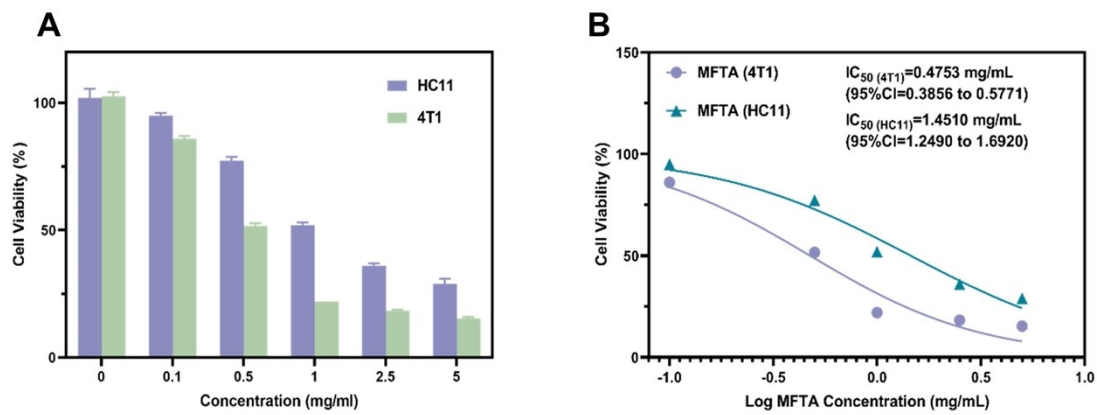 A
HC11
4T1
Cell Viability (%)
100
50
0
0 0.1 0.5 1 2.5 5
Concentration (mg/ml)
B
MFTA (4T1)
MFTA (HC11)
IC50 (4T1)=0.4753 mg/mL
(95%CI=0.3856 to 0.5771)
IC50 (HC11)=1.4510 mg/mL
(95%CI=1.2490 to 1.6920)
Cell Viability (%)
150
100
50
0
-1.0 -0.5 0.0 0.5 1.0
Log MFTA Concentration (mg/mL)